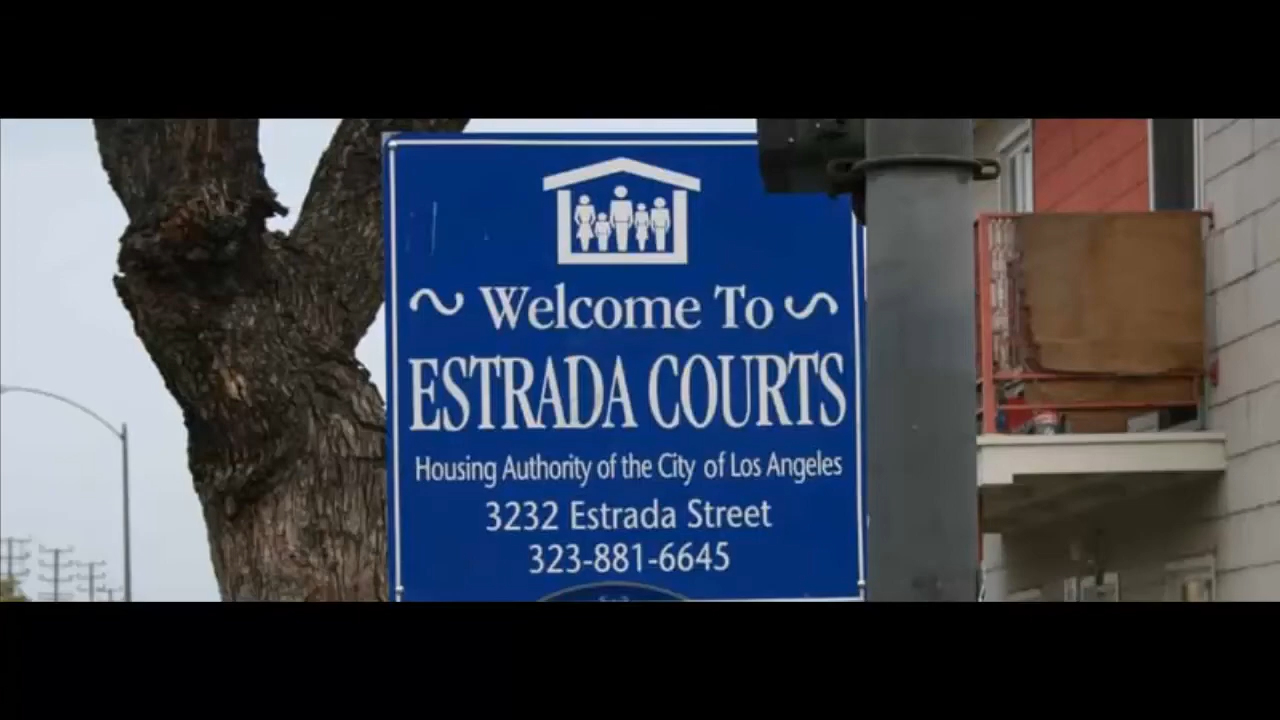 ~ Welcome To ~
ESTRADA COURTS
Housing Authority of the City of Los Angeles
3232 Estrada Street
323-881-6645